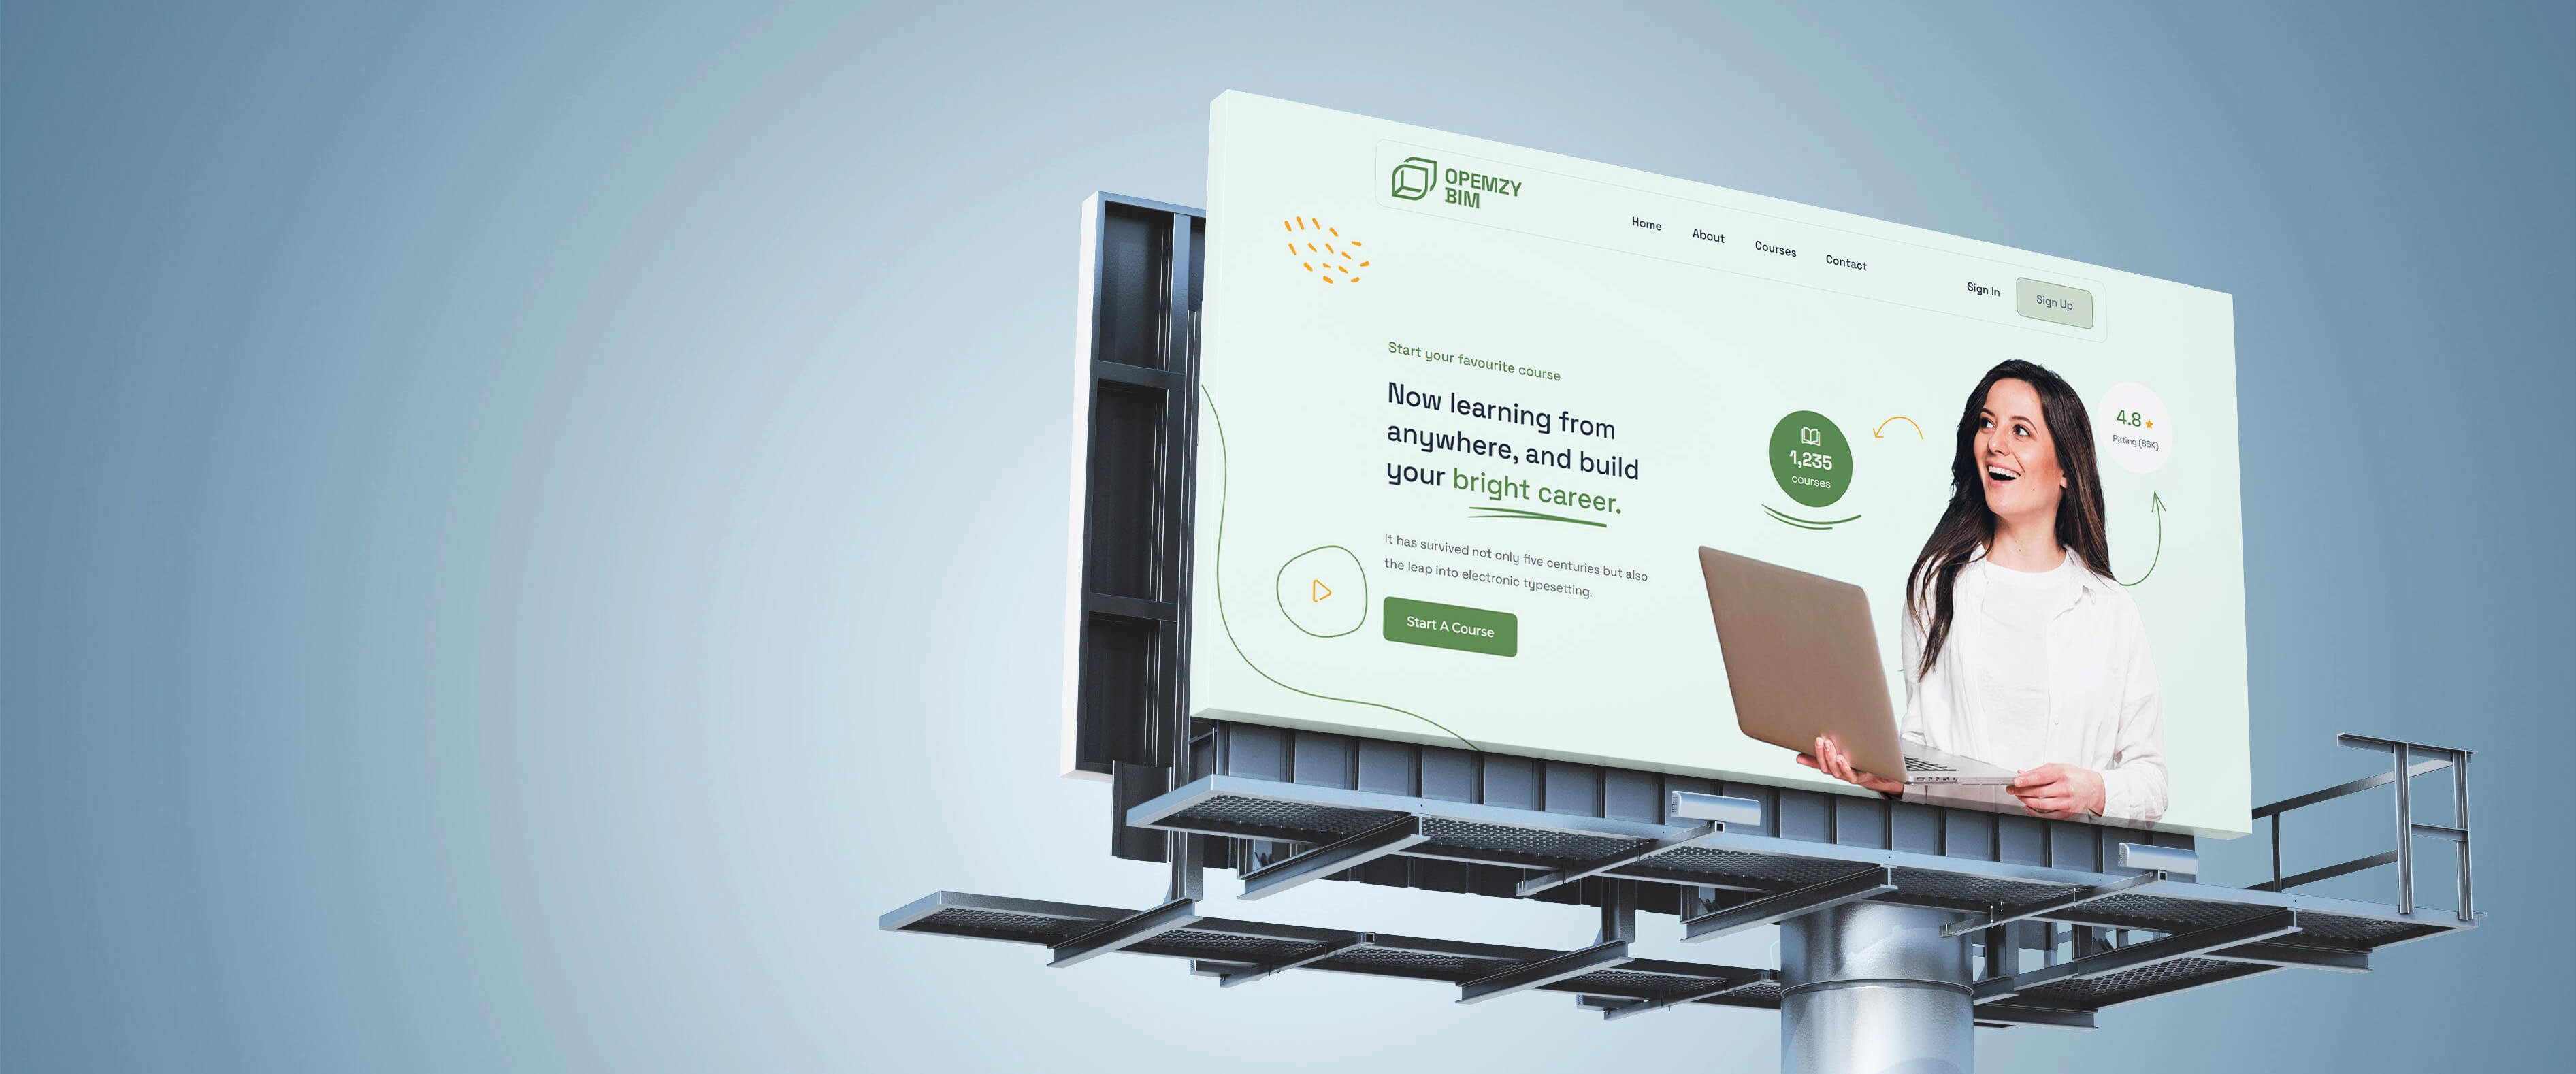 OPEMZY
BIM
Home
About
Courses
Contact
Sign In
Sign Up
Start your favourite course
Now learning from
anywhere, and build
your bright career.
It has survived not only five centuries but also
the leap into electronic typesetting.
Start A Course
1,235
courses
4.8
Rating (86K)